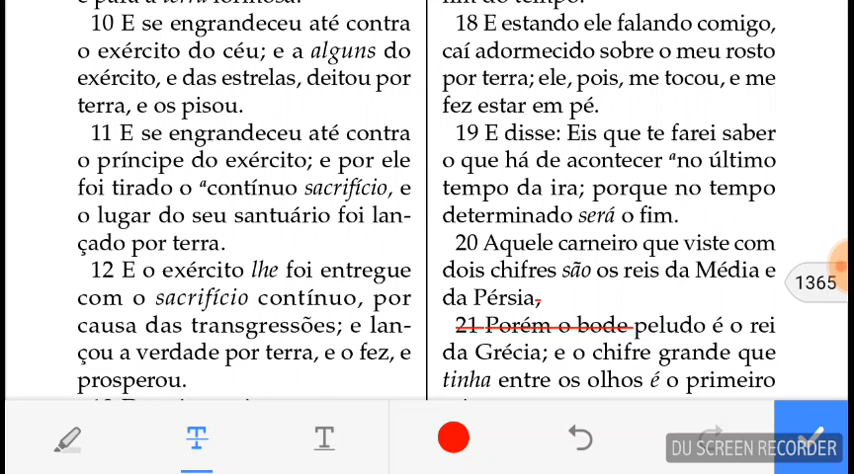 10 E se engrandeceu até contra
o exército do céu; e a alguns do
exército, e das estrelas, deitou por
terra, e os pisou.
11 E se engrandeceu até contra
o príncipe do exército; e por ele
foi tirado o ᵃcontínuo sacrifício, e
o lugar do seu santuário foi lan-
çado por terra.
12 E o exército lhe foi entregue
com o sacrifício contínuo, por
causa das transgressões; e lan-
çou a verdade por terra, e o fez, e
prosperou.
18 E estando ele falando comigo,
caí adormecido sobre o meu rosto
por terra; ele, pois, me tocou, e me
fez estar em pé.
19 E disse: Eis que te farei saber
o que há de acontecer ᵃno último
tempo da ira; porque no tempo
determinado será o fim.
20 Aquele carneiro que viste com
dois chifres são os reis da Média e
da Pérsia,
21 Porém o bode peludo é o rei
da Grécia; e o chifre grande que
tinha entre os olhos é o primeiro
1365
T
T
DU SCREEN RECORDER